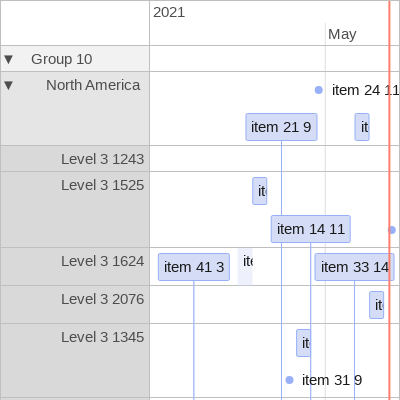 2021
May
▼ Group 10
▼ North America
item 24 11
item 21 9
it
Level 3 1243
Level 3 1525
it
item 14 11
Level 3 1624
item 41 3
ite
item 33 14
Level 3 2076
it
Level 3 1345
it
item 31 9